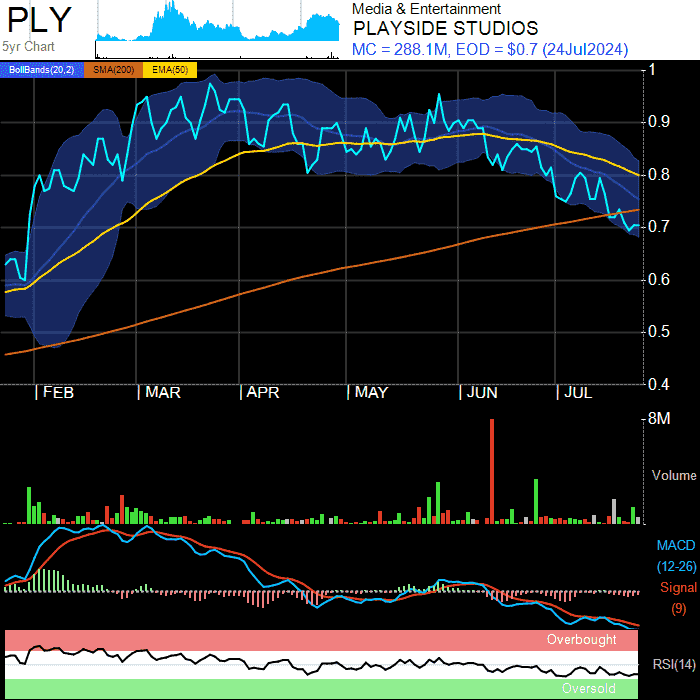 PLY
5yr Chart
Media & Entertainment
PLAYSIDE STUDIOS
MC = 288.1M, EOD = $0.7 (24Jul2024)
BollBands(20,2) SMA(200) EMA(50)
1
0.9
0.8
0.7
0.6
0.5
0.4
FEB MAR APR MAY JUN JUL
8M
Volume
MACD
(12-26)
Signal
(9)
Overbought
RSI(14)
Oversold